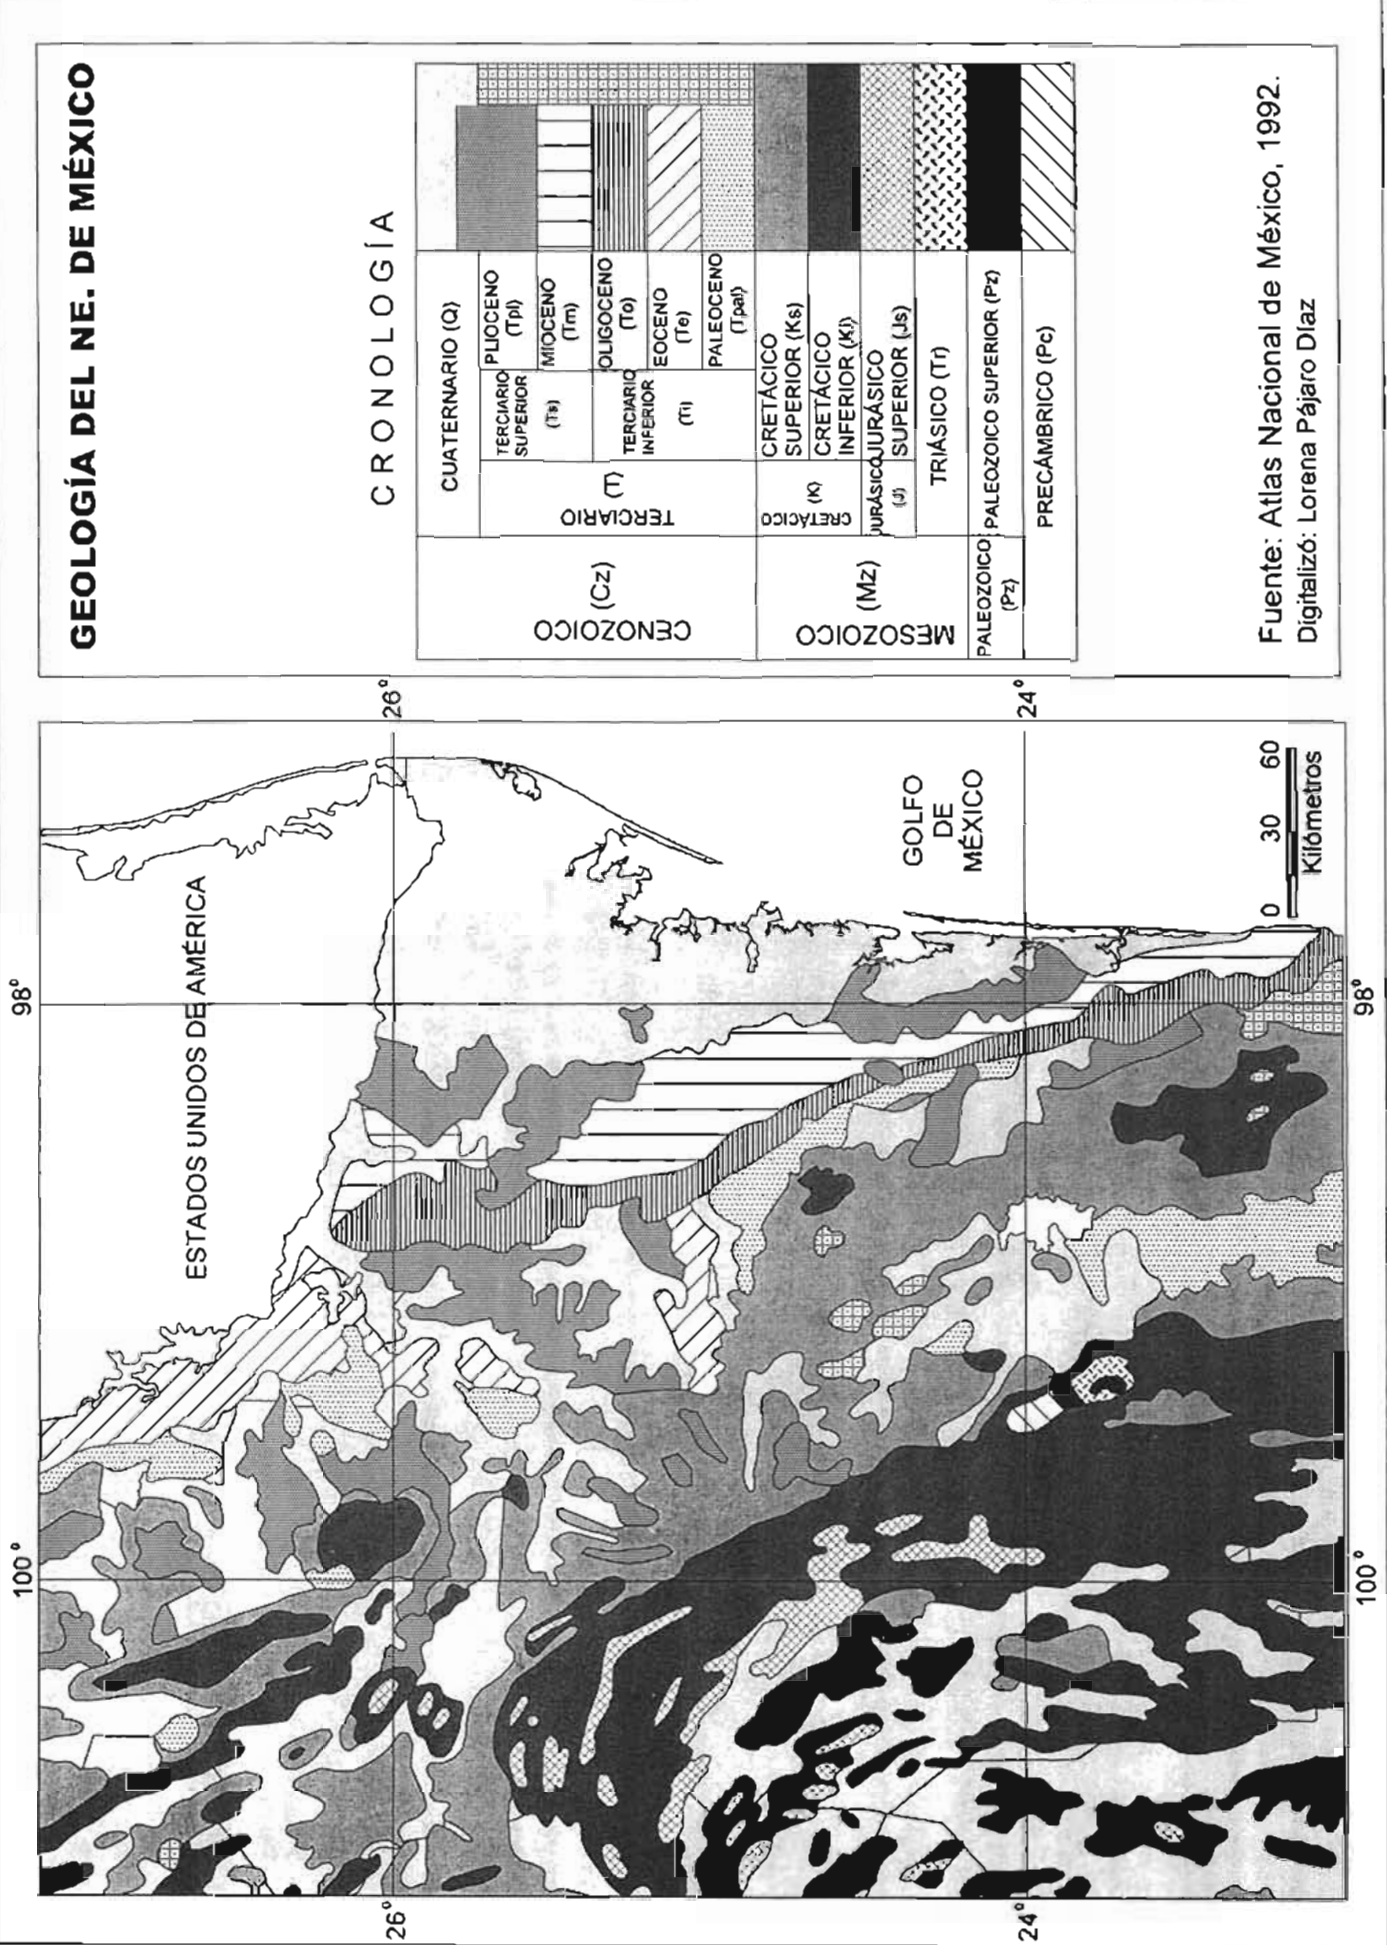 GEOLOGÍA DEL NE. DE MÉXICO
CRONOLOGÍA
CENOZOICO
(Cz)
TERCIARIO
(T)
CUATERNARIO (Q)
TERCIARIO
SUPERIOR
(Ts)
PLIOCENO
(Tpl)
MIOCENO
(Tm)
TERCIARIO
INFERIOR
(Ti)
OLIGOCENO
(To)
EOCENO
(Te)
PALEOCENO
(Tpal)
MESOZOICO
(Mz)
CRETÁCICO
(K)
CRETÁCICO
SUPERIOR (Ks)
CRETÁCICO
INFERIOR (Ki)
JURÁSICO
(J)
JURÁSICO
SUPERIOR (Js)
TRIÁSICO (Tr)
PALEOZOICO
(Pz)
PALEOZOICO SUPERIOR (Pz)
PRECÁMBRICO (Pc)
Fuente: Atlas Nacional de México, 1992.
Digitalizó: Lorena Pájaro Díaz
100°
98°
26°
26°
24°
24°
100°
98°
ESTADOS UNIDOS DE AMÉRICA
GOLFO
DE
MÉXICO
0 30 60
Kilómetros